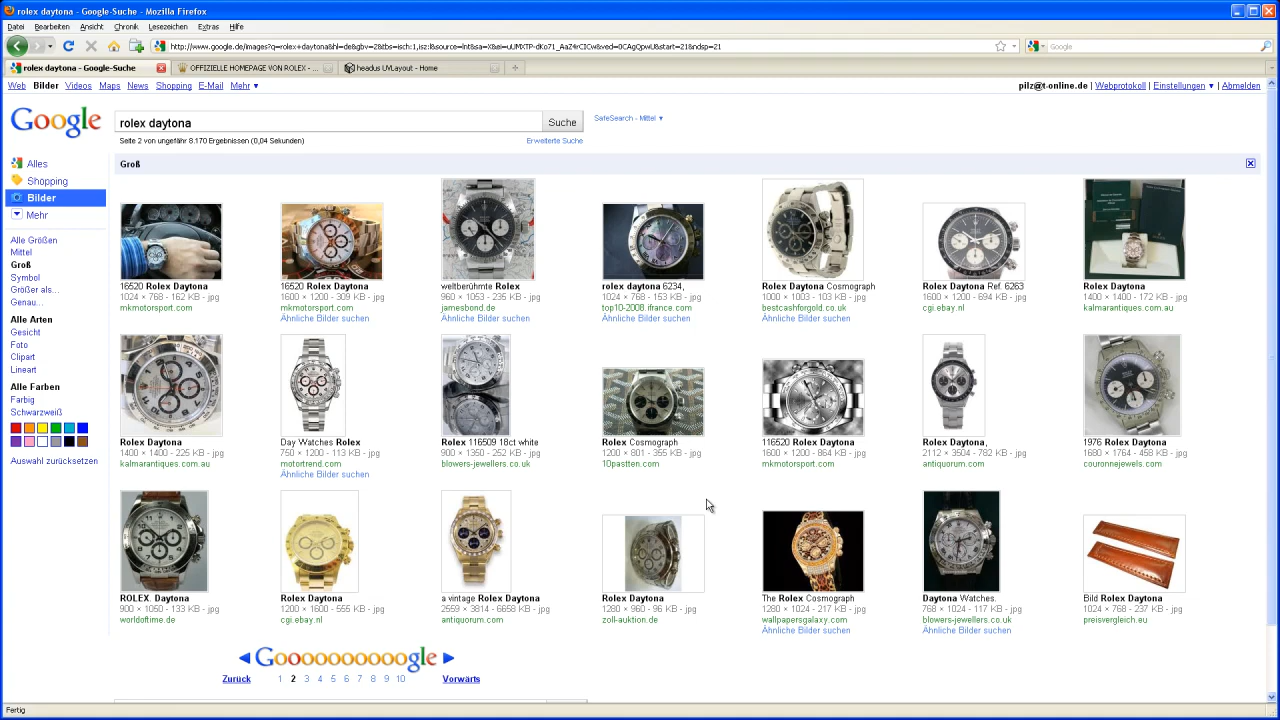 rolex daytona - Google-Suche - Mozilla Firefox
Datei Bearbeiten Ansicht Chronik Lesezeichen Extras Hilfe
Google
rolex daytona - Google-Suche
OFFIZIELLE HOMEPAGE VON ROLEX - ...
headus UVLayout - Home
Web Bilder Videos Maps News Shopping E-Mail Mehr ▼
pilz@t-online.de | Webprotokoll | Einstellungen ▼ | Abmelden
Google
rolex daytona
Suche
SafeSearch - Mittel ▼
Seite 2 von ungefähr 8.170 Ergebnissen (0,04 Sekunden)
Erweiterte Suche
Alles
Shopping
Bilder
Mehr
Alle Größen
Mittel
Groß
Symbol
Größer als...
Genau...
Alle Arten
Gesicht
Foto
Clipart
Lineart
Alle Farben
Farbig
Schwarzweiß
Auswahl zurücksetzen
Groß
16520 Rolex Daytona
1024 × 768 - 162 KB - jpg
mkmotorsport.com
16520 Rolex Daytona
1600 × 1200 - 309 KB - jpg
mkmotorsport.com
Ähnliche Bilder suchen
weltberühmte Rolex
960 × 1053 - 235 KB - jpg
jamesbond.de
Ähnliche Bilder suchen
rolex daytona 6234,
1024 × 768 - 153 KB - jpg
top10-2008.ifrance.com
Ähnliche Bilder suchen
Rolex Daytona Cosmograph
1000 × 1003 - 103 KB - jpg
bestcashforgold.co.uk
Ähnliche Bilder suchen
Rolex Daytona Ref. 6263
1600 × 1200 - 694 KB - jpg
cgi.ebay.nl
Rolex Daytona
1400 × 1400 - 172 KB - jpg
kalmarantiques.com.au
Rolex Daytona
1400 × 1400 - 225 KB - jpg
kalmarantiques.com.au
Day Watches Rolex
750 × 1200 - 113 KB - jpg
motortrend.com
Ähnliche Bilder suchen
Rolex 116509 18ct white
900 × 1350 - 252 KB - jpg
blowers-jewellers.co.uk
Rolex Cosmograph
1200 × 801 - 355 KB - jpg
10pastten.com
116520 Rolex Daytona
1200 × 900 - 864 KB - jpg
mkmotorsport.com
Rolex Daytona,
2112 × 3504 - 782 KB - jpg
antiquorum.com
1976 Rolex Daytona
1680 × 1764 - 458 KB - jpg
couronnejewels.com
ROLEX. Daytona
900 × 1050 - 133 KB - jpg
worldoftime.de
Rolex Daytona
1200 × 1600 - 555 KB - jpg
cgi.ebay.nl
a vintage Rolex Daytona
2559 × 3814 - 6658 KB - jpg
antiquorum.com
Rolex Daytona
1280 × 960 - 96 KB - jpg
zoll-auktion.de
The Rolex Cosmograph
1280 × 1024 - 217 KB - jpg
wallpapersgalaxy.com
Ähnliche Bilder suchen
Daytona Watches.
768 × 1024 - 117 KB - jpg
blowers-jewellers.co.uk
Ähnliche Bilder suchen
Bild Rolex Daytona
1024 × 768 - 237 KB - jpg
preisvergleich.eu
Goooooooooogle
Zurück 1 2 3 4 5 6 7 8 9 10 Vorwärts
Fertig